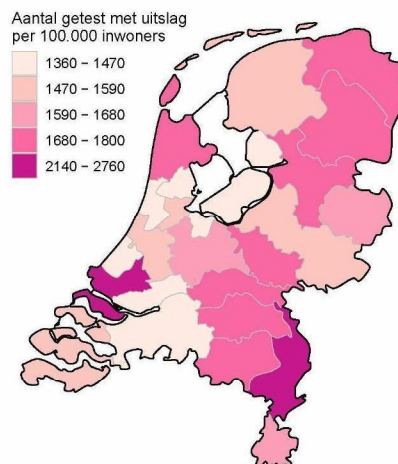 Aantal getest met uitslag
per 100.000 inwoners
1360 – 1470
1470 – 1590
1590 – 1680
1680 – 1800
2140 – 2760